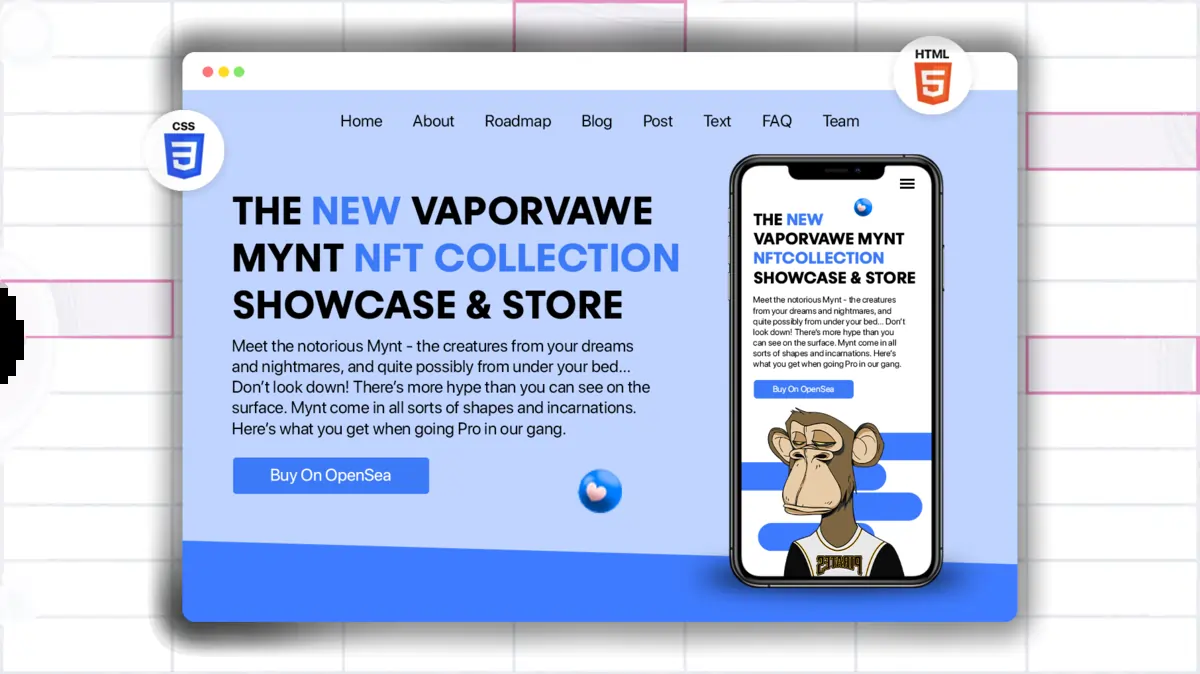 HTML
5
CSS
3
Home About Roadmap Blog Post Text FAQ Team
THE NEW VAPORVAWE
MYNT NFT COLLECTION
SHOWCASE & STORE
Meet the notorious Mynt - the creatures from your dreams
and nightmares, and quite possibly from under your bed...
Don’t look down! There’s more hype than you can see on the
surface. Mynt come in all sorts of shapes and incarnations.
Here’s what you get when going Pro in our gang.
Buy On OpenSea
THE NEW
VAPORVAWE MYNT
NFTCOLLECTION
SHOWCASE & STORE
Meet the notorious Mynt - the creatures
from your dreams and nightmares, and
quite possibly from under your bed... Don’t
look down! There’s more hype than you
can see on the surface. Mynt come in all
sorts of shapes and incarnations. Here’s
what you get when going Pro in our gang.
Buy On OpenSea
PIRATES